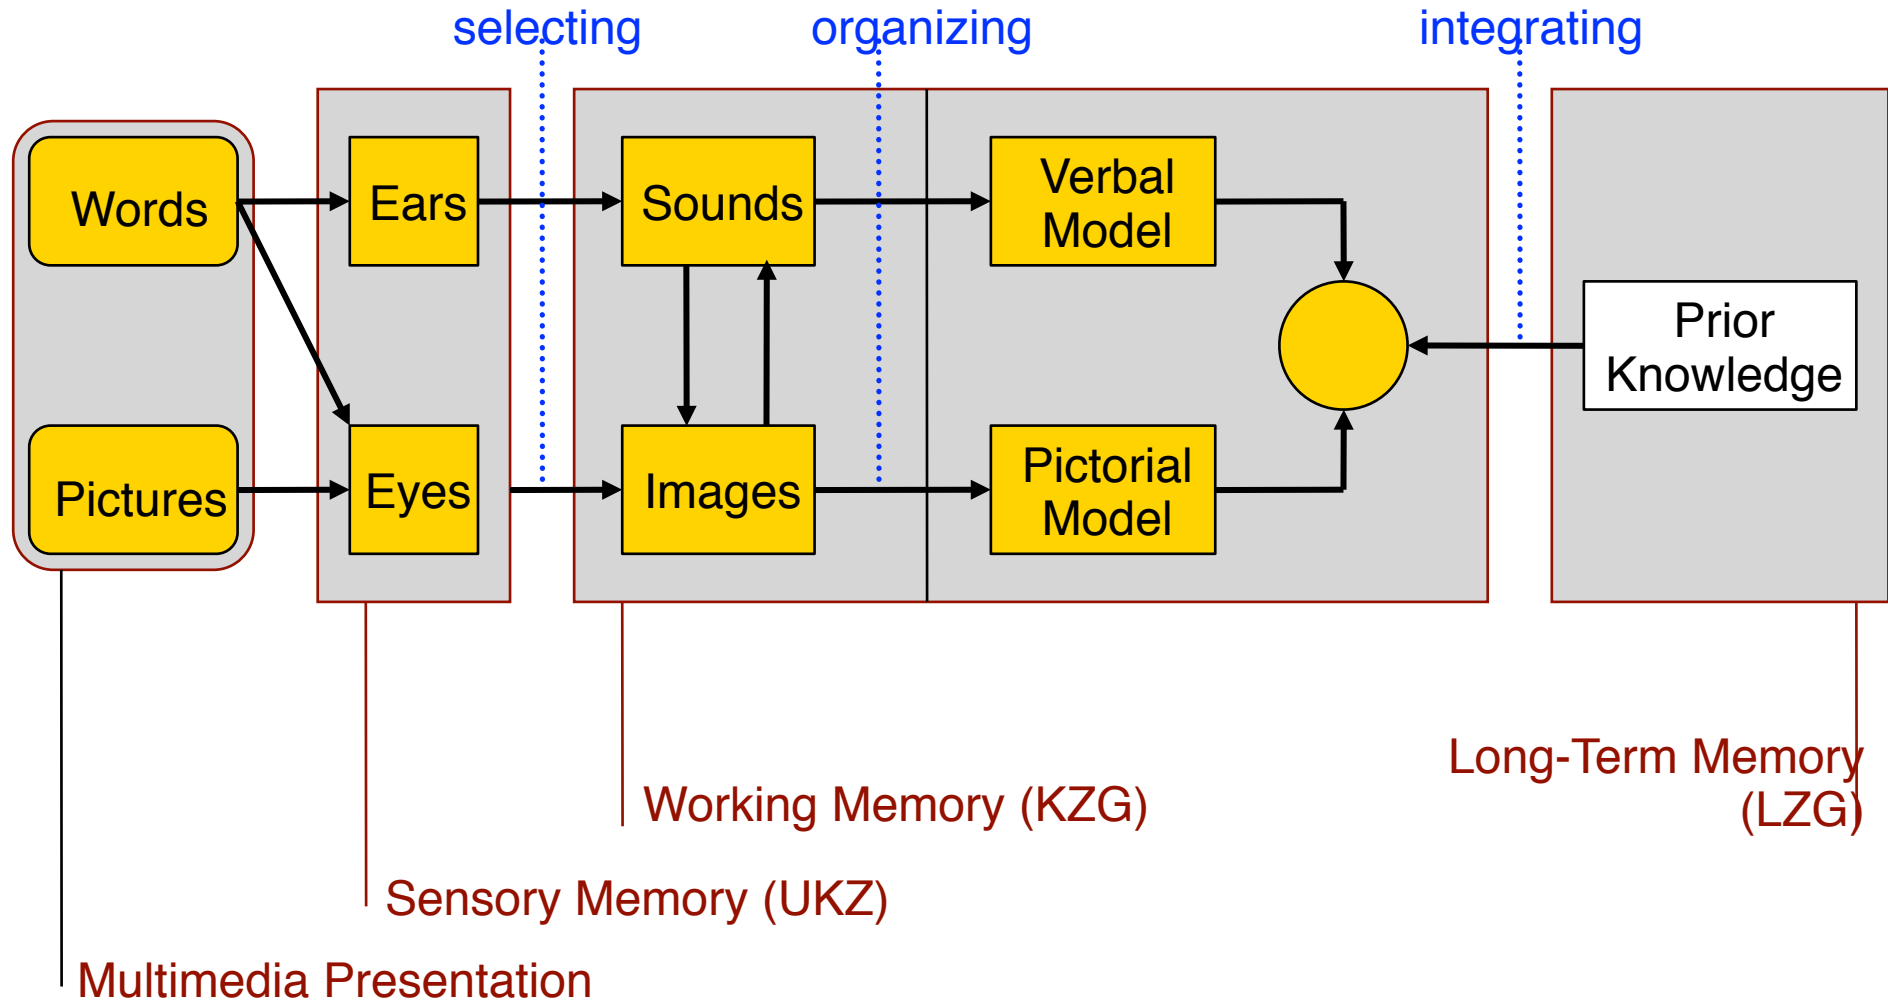 selecting
organizing
integrating
Words
Ears
Sounds
Verbal
Model
Prior
Knowledge
Pictures
Eyes
Images
Pictorial
Model
Long-Term Memory
(LZG)
Working Memory (KZG)
Sensory Memory (UKZ)
Multimedia Presentation